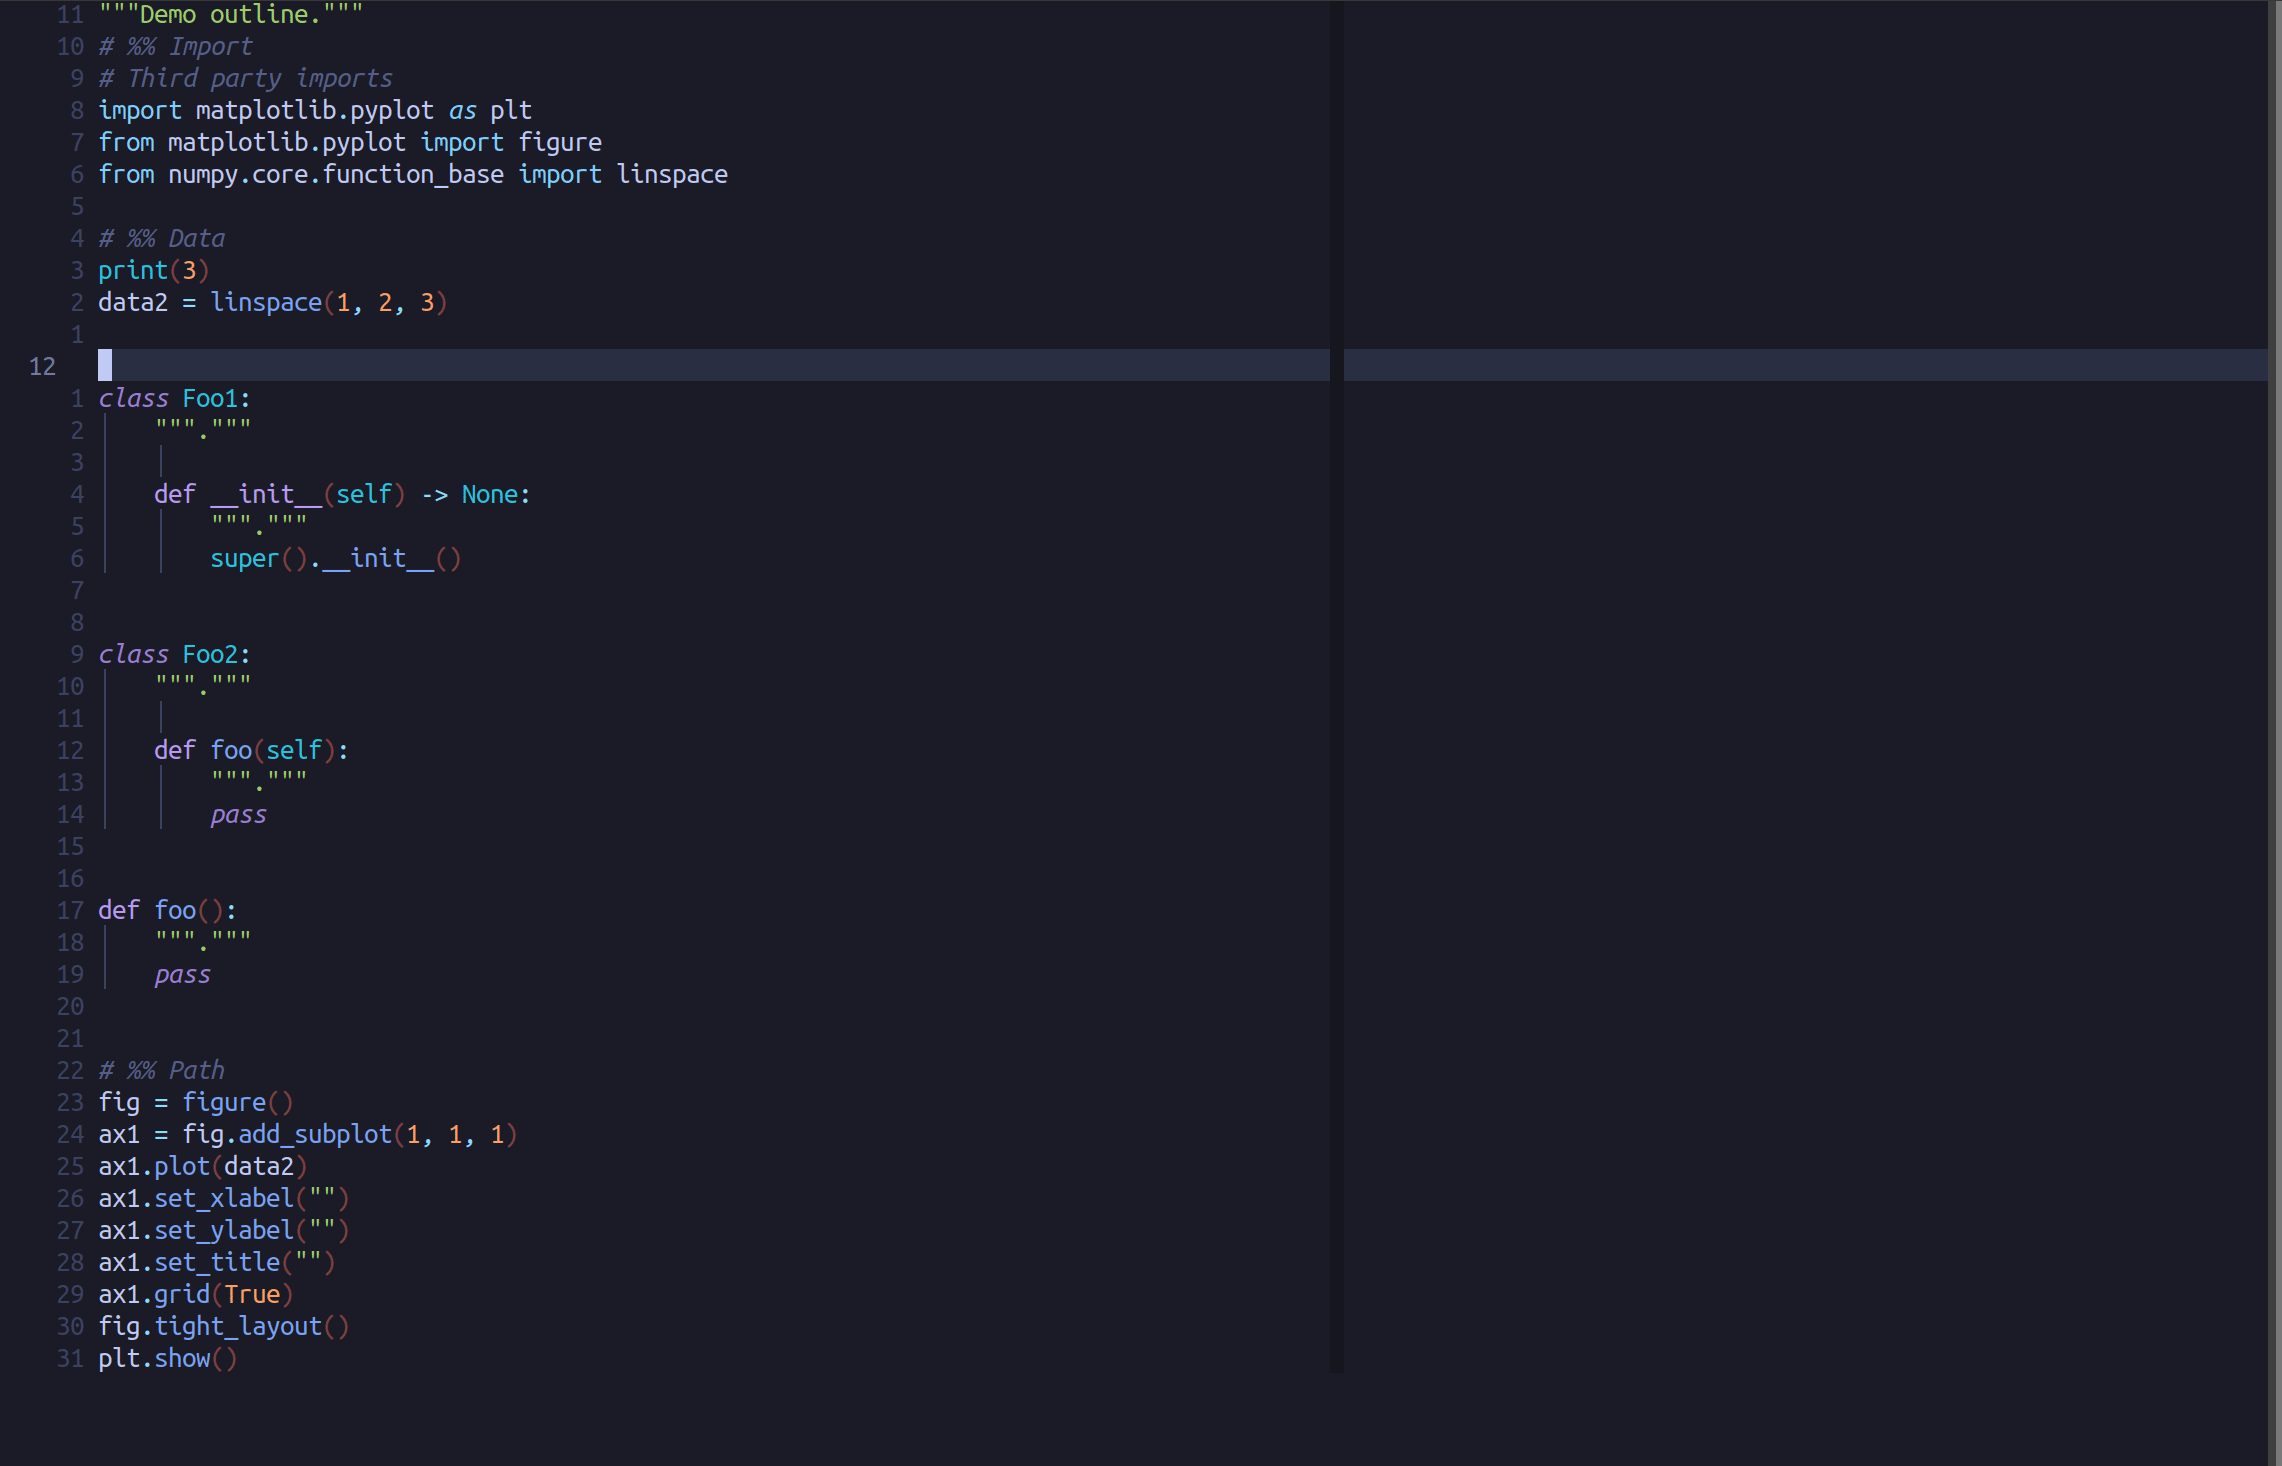 11 """Demo outline."""
10 # %% Import
9 # Third party imports
8 import matplotlib.pyplot as plt
7 from matplotlib.pyplot import figure
6 from numpy.core.function_base import linspace
5
4 # %% Data
3 print(3)
2 data2 = linspace(1, 2, 3)
1
12
1 class Foo1:
2     """."""
3
4     def __init__(self) -> None:
5         """."""
6         super().__init__()
7
8
9 class Foo2:
10     """."""
11
12     def foo(self):
13         """."""
14         pass
15
16
17 def foo():
18     """."""
19     pass
20
21
22 # %% Path
23 fig = figure()
24 ax1 = fig.add_subplot(1, 1, 1)
25 ax1.plot(data2)
26 ax1.set_xlabel("")
27 ax1.set_ylabel("")
28 ax1.set_title("")
29 ax1.grid(True)
30 fig.tight_layout()
31 plt.show()